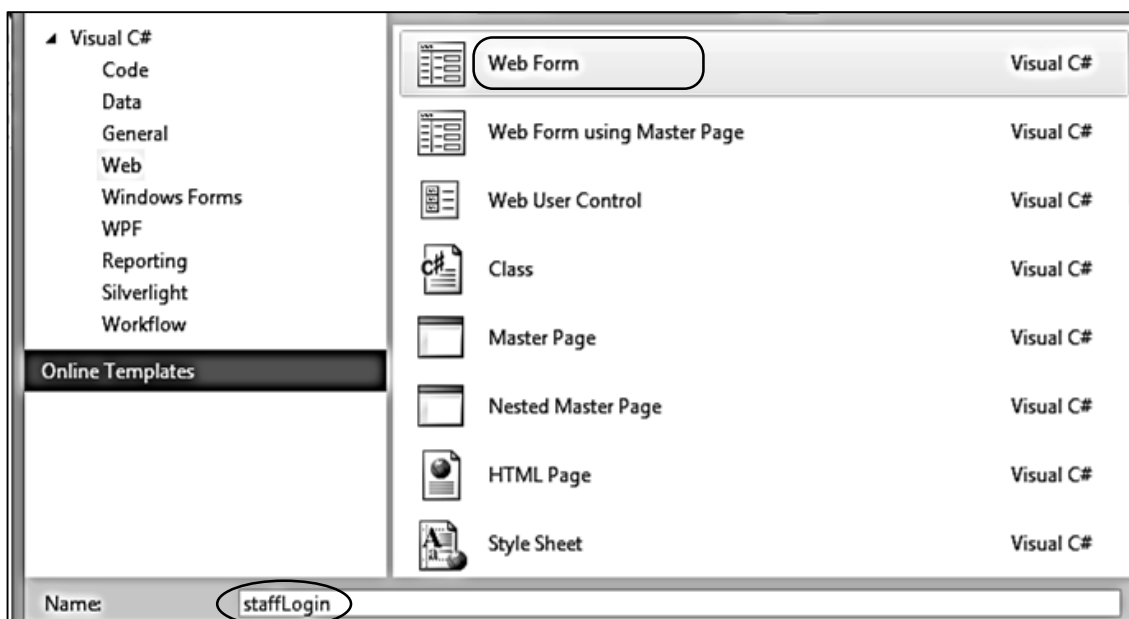 Visual C#
Code
Data
General
Web
Windows Forms
WPF
Reporting
Silverlight
Workflow
Online Templates
Web Form Visual C#
Web Form using Master Page Visual C#
Web User Control Visual C#
Class Visual C#
Master Page Visual C#
Nested Master Page Visual C#
HTML Page Visual C#
Style Sheet Visual C#
Name: staffLogin